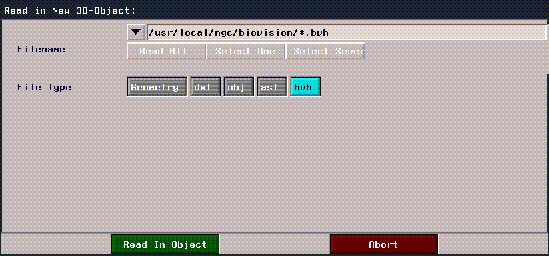 Read in new 3D-Object:
/usr/local/ngc/biovision/*.bvh
Filename
Read All Select One Select Sever
File Type Geometry dxf obj ast bvh
Read In Object Abort